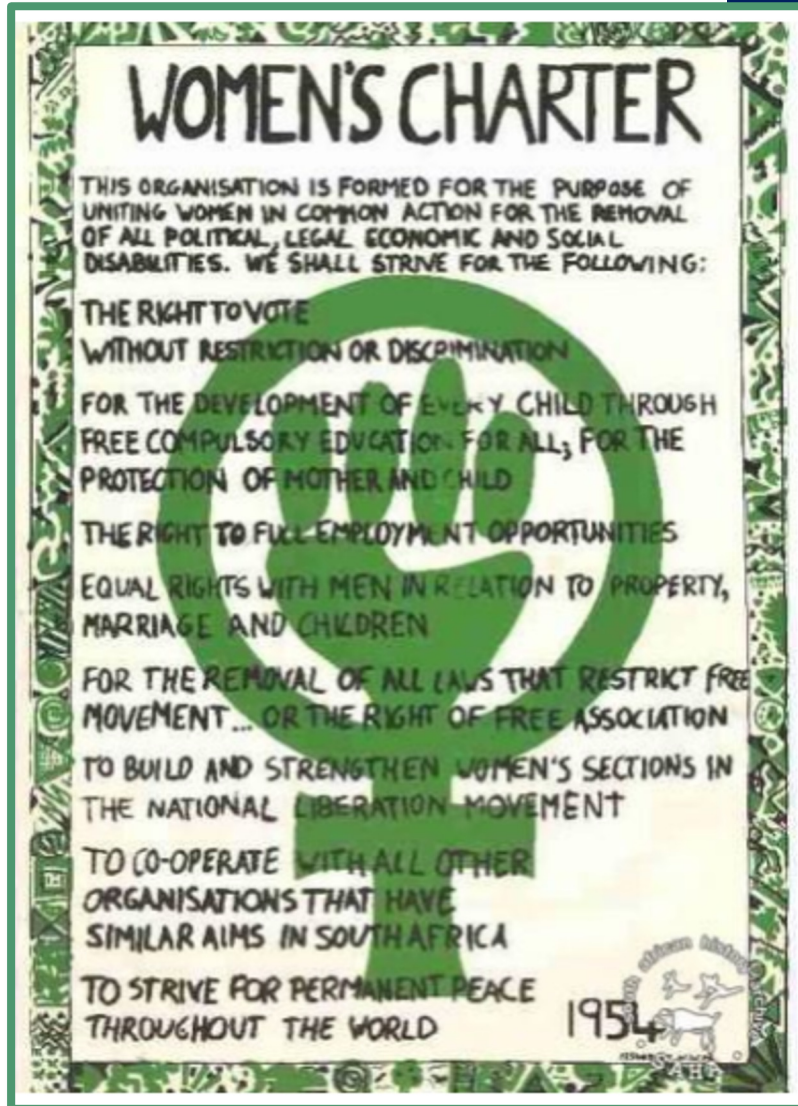 WOMEN'S CHARTER
THIS ORGANISATION IS FORMED FOR THE PURPOSE OF
UNITING WOMEN IN COMMON ACTION FOR THE REMOVAL
OF ALL POLITICAL, LEGAL ECONOMIC AND SOCIAL
DISABILITIES. WE SHALL STRIVE FOR THE FOLLOWING:
THE RIGHT TO VOTE
WITHOUT RESTRICTION OR DISCRIMINATION
FOR THE DEVELOPMENT OF EVERY CHILD THROUGH
FREE COMPULSORY EDUCATION FOR ALL; FOR THE
PROTECTION OF MOTHER AND CHILD
THE RIGHT TO FULL EMPLOYMENT OPPORTUNITIES
EQUAL RIGHTS WITH MEN IN RELATION TO PROPERTY,
MARRIAGE AND CHILDREN
FOR THE REMOVAL OF ALL LAWS THAT RESTRICT FREE
MOVEMENT... OR THE RIGHT OF FREE ASSOCIATION
TO BUILD AND STRENGTHEN WOMEN'S SECTIONS IN
THE NATIONAL LIBERATION MOVEMENT
TO CO-OPERATE WITH ALL OTHER
ORGANISATIONS THAT HAVE
SIMILAR AIMS IN SOUTH AFRICA
TO STRIVE FOR PERMANENT PEACE
THROUGHOUT THE WORLD
1954
south african history archive
SAHA